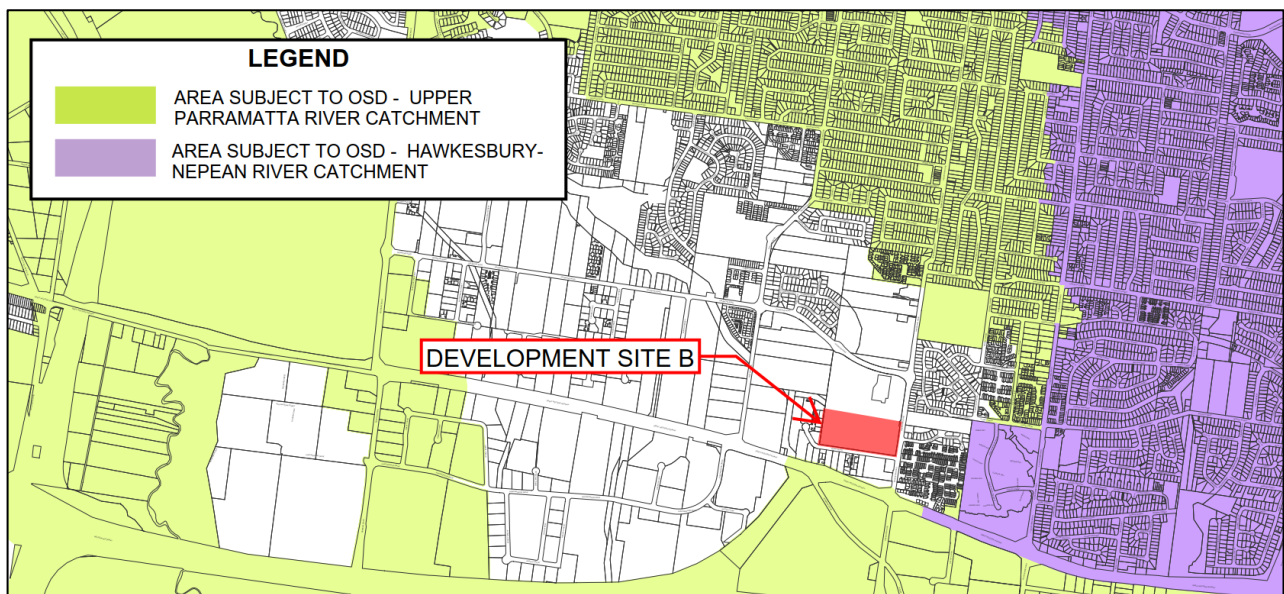 LEGEND
AREA SUBJECT TO OSD - UPPER
PARRAMATTA RIVER CATCHMENT
AREA SUBJECT TO OSD - HAWKESBURY-
NEPEAN RIVER CATCHMENT
DEVELOPMENT SITE B